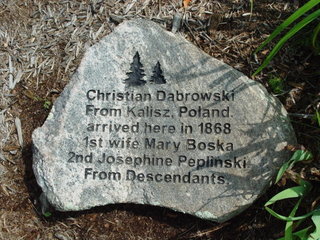 Christian Dabrowski
From Kalisz, Poland.
arrived here in 1868
1st wife Mary Boska
2nd Josephine Peplinski
From Descendants.